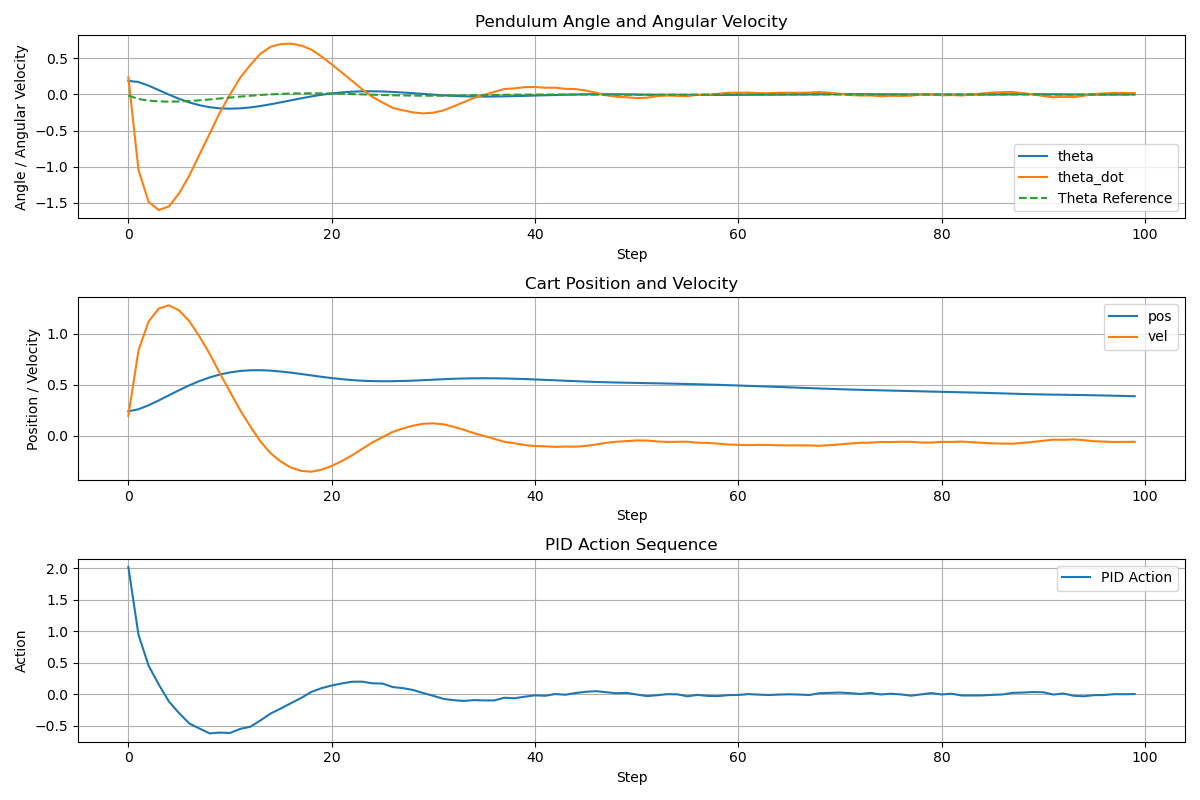 Pendulum Angle and Angular Velocity
Angle / Angular Velocity
0.5
0.0
−0.5
−1.0
−1.5
theta
theta_dot
Theta Reference
0 20 40 60 80 100
Step
Cart Position and Velocity
Position / Velocity
1.0
0.5
0.0
pos
vel
0 20 40 60 80 100
Step
PID Action Sequence
Action
2.0
1.5
1.0
0.5
0.0
−0.5
PID Action
0 20 40 60 80 100
Step